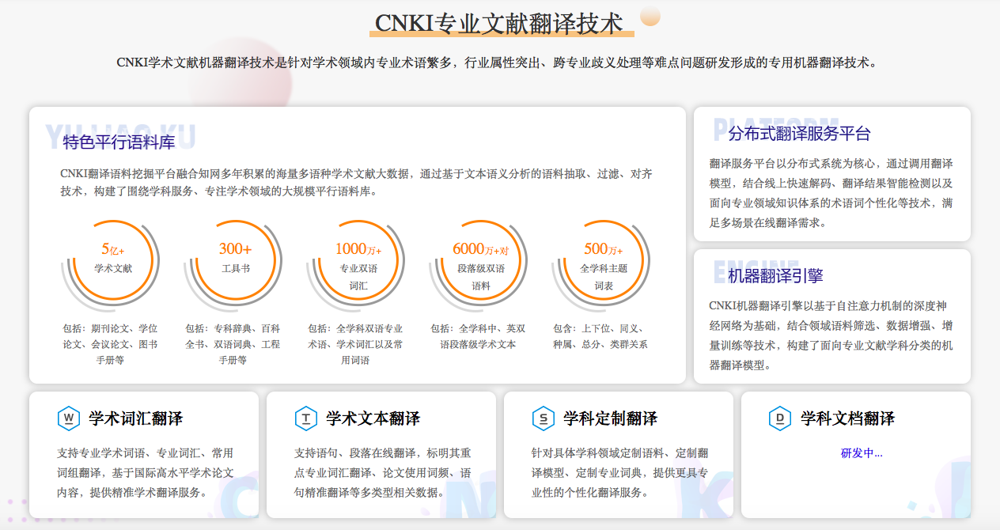 CNKI专业文献翻译技术
CNKI学术文献机器翻译技术是针对学术领域内专业术语繁多，行业属性突出、跨专业歧义处理等难点问题研发形成的专用机器翻译技术。
YU LIAO KU
特色平行语料库
CNKI翻译语料挖掘平台融合知网多年积累的海量多语种学术文献大数据，通过基于文本语义分析的语料抽取、过滤、对齐
技术，构建了围绕学科服务、专注学术领域的大规模平行语料库。
5亿+
学术文献
包括：期刊论文、学位
论文、会议论文、图书
手册等
300+
工具书
包括：专科辞典、百科
全书、双语词典、工程
手册等
1000万+
专业双语
词汇
包括：全学科双语专业
术语、学术词汇以及常
用词语
6000万+对
段落级双语
语料
包括：全学科中、英双
语段落级学术文本
500万+
全学科主题
词表
包含：上下位、同义、
种属、总分、类群关系
PLATFORM
分布式翻译服务平台
翻译服务平台以分布式系统为核心，通过调用翻译
模型，结合线上快速解码、翻译结果智能检测以及
面向专业领域知识体系的术语词个性化等技术，满
足多场景在线翻译需求。
ENGINE
机器翻译引擎
CNKI机器翻译引擎以基于自注意力机制的深度神
经网络为基础，结合领域语料筛选、数据增强、增
量训练等技术，构建了面向专业文献学科分类的机
器翻译模型。
W 学术词汇翻译
支持专业学术词语、专业词汇、常用
词组翻译，基于国际高水平学术论文
内容，提供精准学术翻译服务。
C
T 学术文本翻译
支持语句、段落在线翻译，标明其重
点专业词汇翻译、论文使用词频、语
句精准翻译等多类型相关数据。
N
S 学科定制翻译
针对具体学科领域定制语料、定制翻
译模型、定制专业词典，提供更具专
业性的个性化翻译服务。
K
D 学科文档翻译
研发中...
I